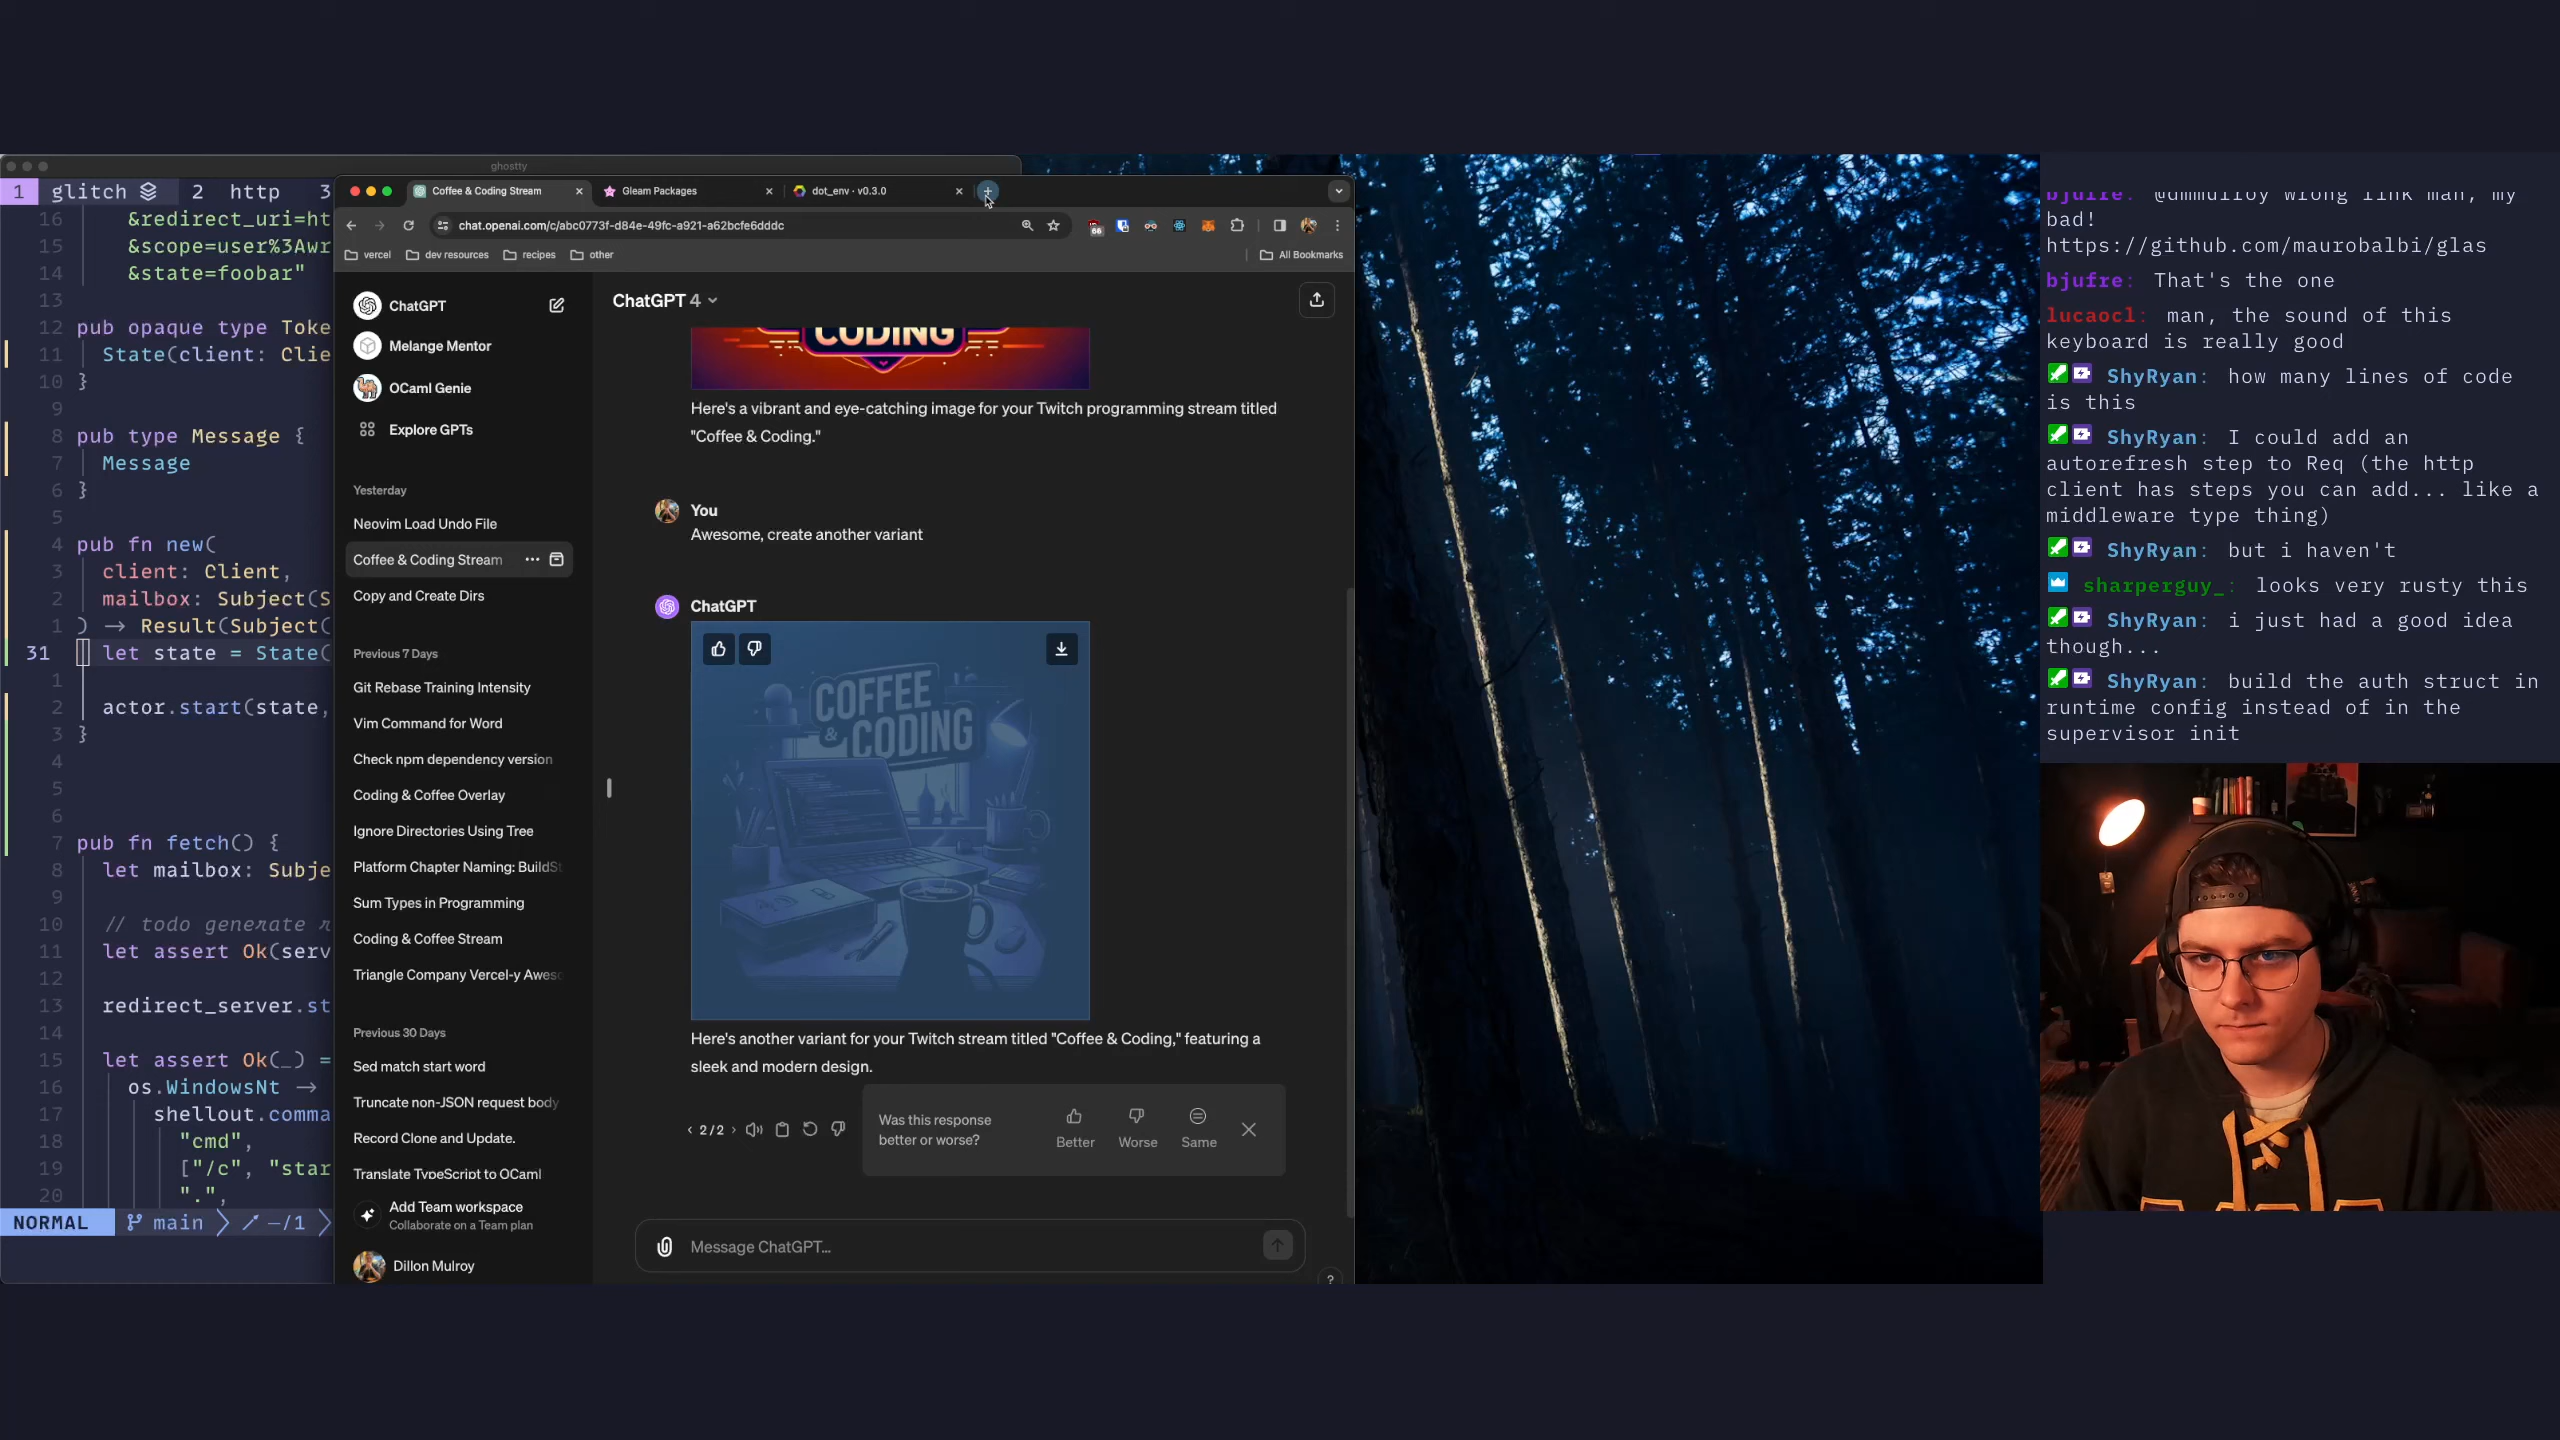 ghostty
1 glitch 2 http 3
16 &redirect_uri=ht
15 &scope=user%3Awr
14 &state=foobar"
13
12 pub opaque type Toke
11 State(client: Clie
10 }
9
8 pub type Message {
7 Message
6 }
5
4 pub fn new(
3 client: Client,
2 mailbox: Subject(S
1 ) -> Result(Subject(
31 let state = State(
1
2 actor.start(state,
3 }
4
5
6
7 pub fn fetch() {
8 let mailbox: Subje
9
10 // todo generate r
11 let assert Ok(serv
12
13 redirect_server.st
14
15 let assert Ok(_) =
16 os.WindowsNt ->
17 shellout.comma
18 "cmd",
19 ["/c", "star
20 ".",
NORMAL main ~/1
Coffee & Coding Stream
Gleam Packages
dot_env · v0.3.0
chat.openai.com/c/abc0773f-d84e-49fc-a921-a62bcfe6dddc
66
vercel
dev resources
recipes
other
All Bookmarks
ChatGPT
Melange Mentor
OCaml Genie
Explore GPTs
Yesterday
Neovim Load Undo File
Coffee & Coding Stream
Copy and Create Dirs
Previous 7 Days
Git Rebase Training Intensity
Vim Command for Word
Check npm dependency version
Coding & Coffee Overlay
Ignore Directories Using Tree
Platform Chapter Naming: BuildSt
Sum Types in Programming
Coding & Coffee Stream
Triangle Company Vercel-y Aweso
Previous 30 Days
Sed match start word
Truncate non-JSON request body
Record Clone and Update.
Translate TypeScript to OCaml
Add Team workspace
Collaborate on a Team plan
Dillon Mulroy
ChatGPT 4
CODING
Here's a vibrant and eye-catching image for your Twitch programming stream titled
"Coffee & Coding."
You
Awesome, create another variant
ChatGPT
COFFEE
& CODING
Here's another variant for your Twitch stream titled "Coffee & Coding," featuring a
sleek and modern design.
2/2
Was this response
better or worse?
Better
Worse
Same
Message ChatGPT...
?
bjufre: @dmmulroy wrong link man, my
bad!
https://github.com/maurobalbi/glas
bjufre: That's the one
lucaocl: man, the sound of this
keyboard is really good
ShyRyan: how many lines of code
is this
ShyRyan: I could add an
autorefresh step to Req (the http
client has steps you can add... like a
middleware type thing)
ShyRyan: but i haven't
sharperguy_: looks very rusty this
ShyRyan: i just had a good idea
though...
ShyRyan: build the auth struct in
runtime config instead of in the
supervisor init